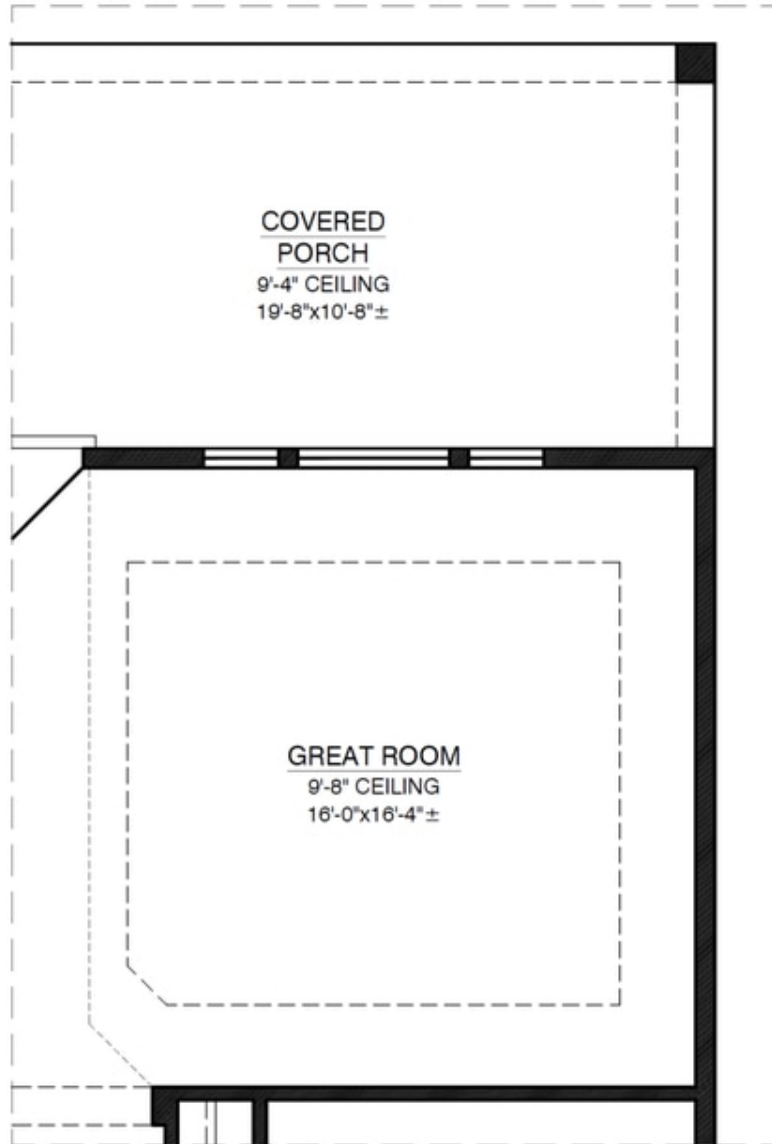 COVERED
PORCH
9'-4" CEILING
19'-8"x10'-8"±
GREAT ROOM
9'-8" CEILING
16'-0"x16'-4"±